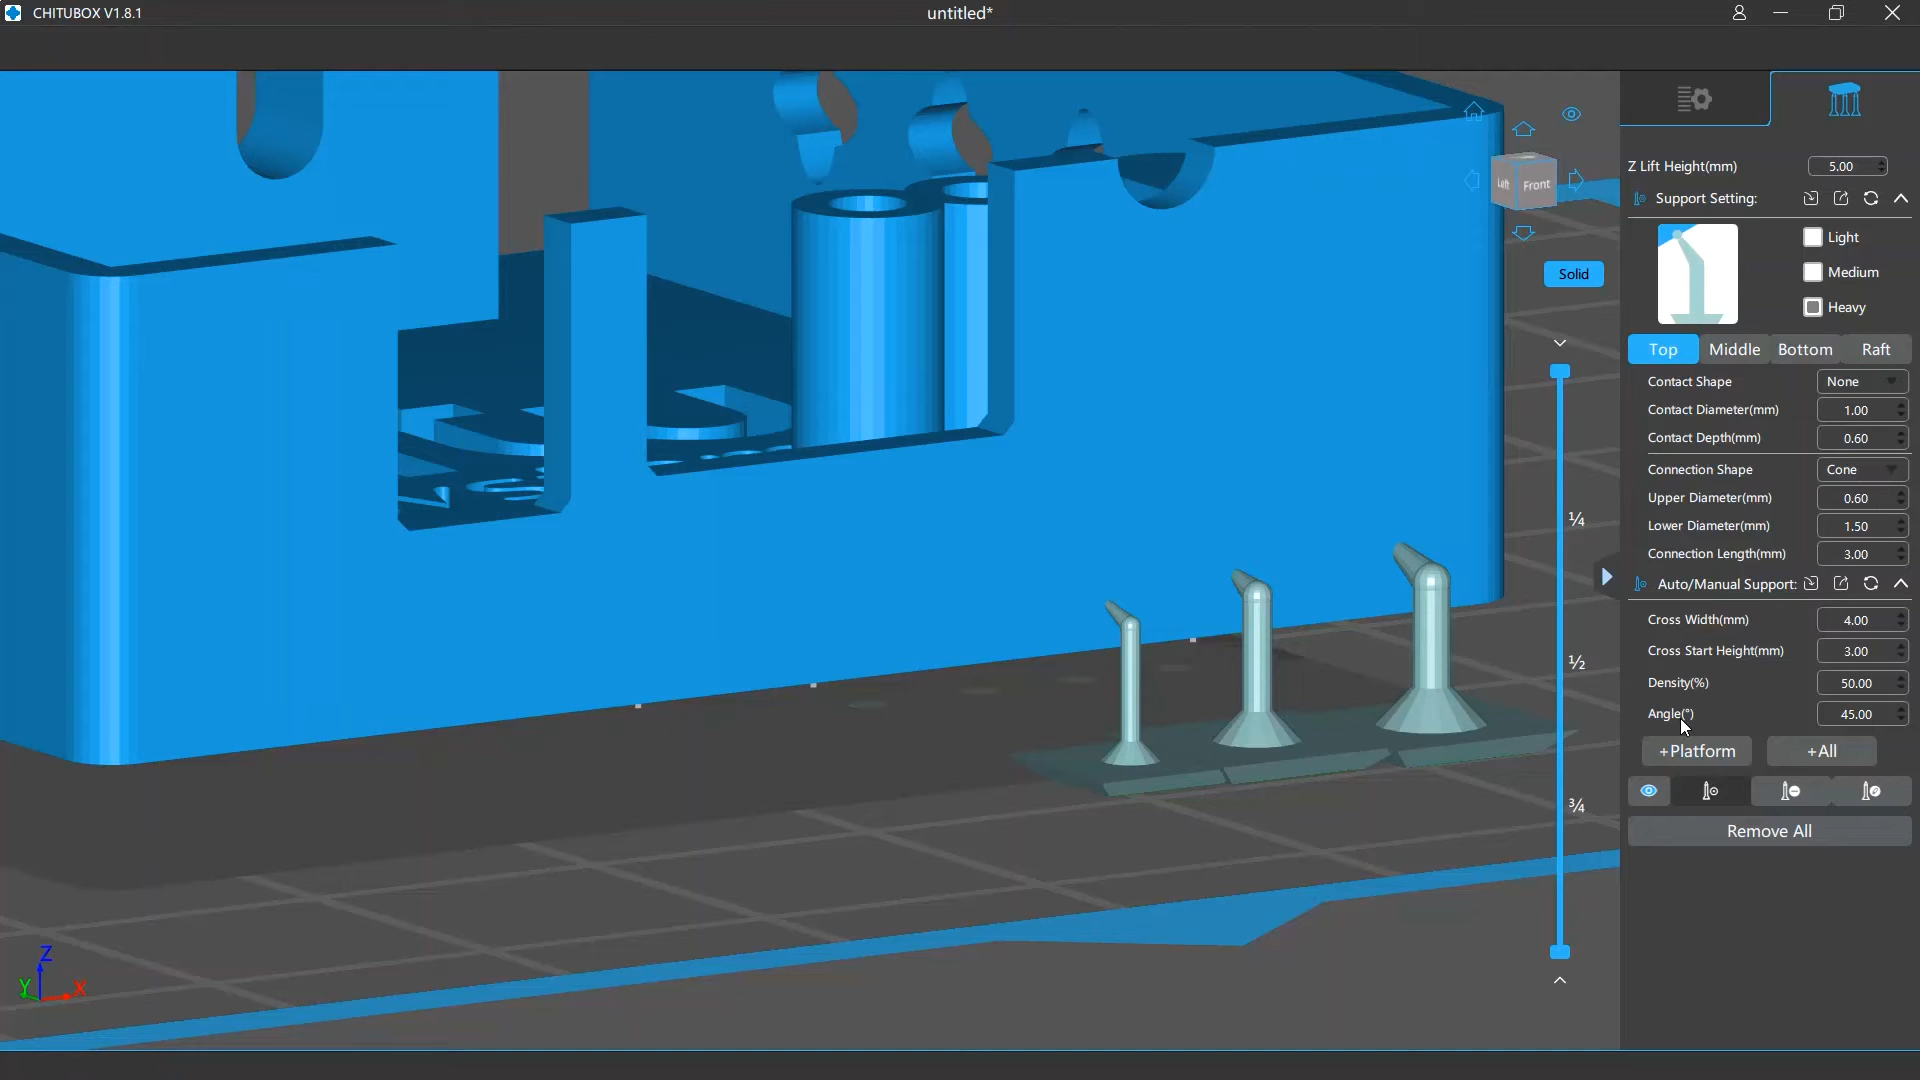 CHITUBOX V1.8.1
untitled*
Z Lift Height(mm) 5.00
Support Setting:
Left Front
Light
Solid
Medium
Heavy
Top Middle Bottom Raft
Contact Shape None
Contact Diameter(mm) 1.00
Contact Depth(mm) 0.60
Connection Shape Cone
Upper Diameter(mm) 0.60
¼
Lower Diameter(mm) 1.50
Connection Length(mm) 3.00
Auto/Manual Support:
Cross Width(mm) 4.00
Cross Start Height(mm) 3.00
½
Density(%) 50.00
Angle(°) 45.00
+Platform +All
¾
Remove All
Z
Y X